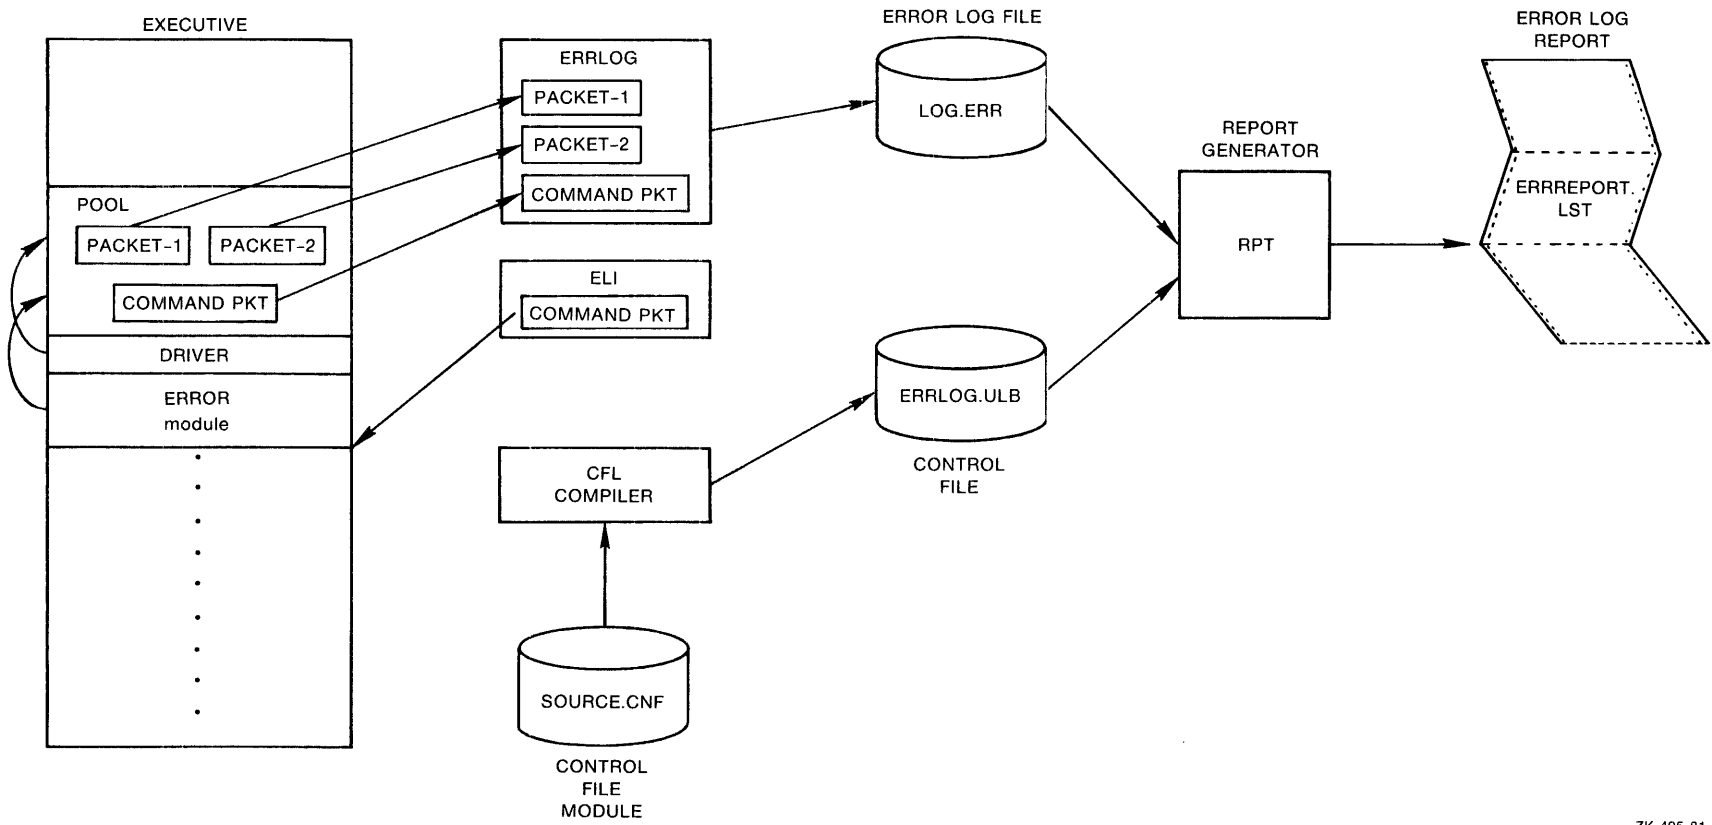 EXECUTIVE
POOL
PACKET-1
PACKET-2
COMMAND PKT
DRIVER
ERROR
module
ERRLOG
PACKET-1
PACKET-2
COMMAND PKT
ELI
COMMAND PKT
CFL
COMPILER
SOURCE.CNF
CONTROL
FILE
MODULE
ERROR LOG FILE
LOG.ERR
ERRLOG.ULB
CONTROL
FILE
REPORT
GENERATOR
RPT
ERROR LOG
REPORT
ERRREPORT.
LST